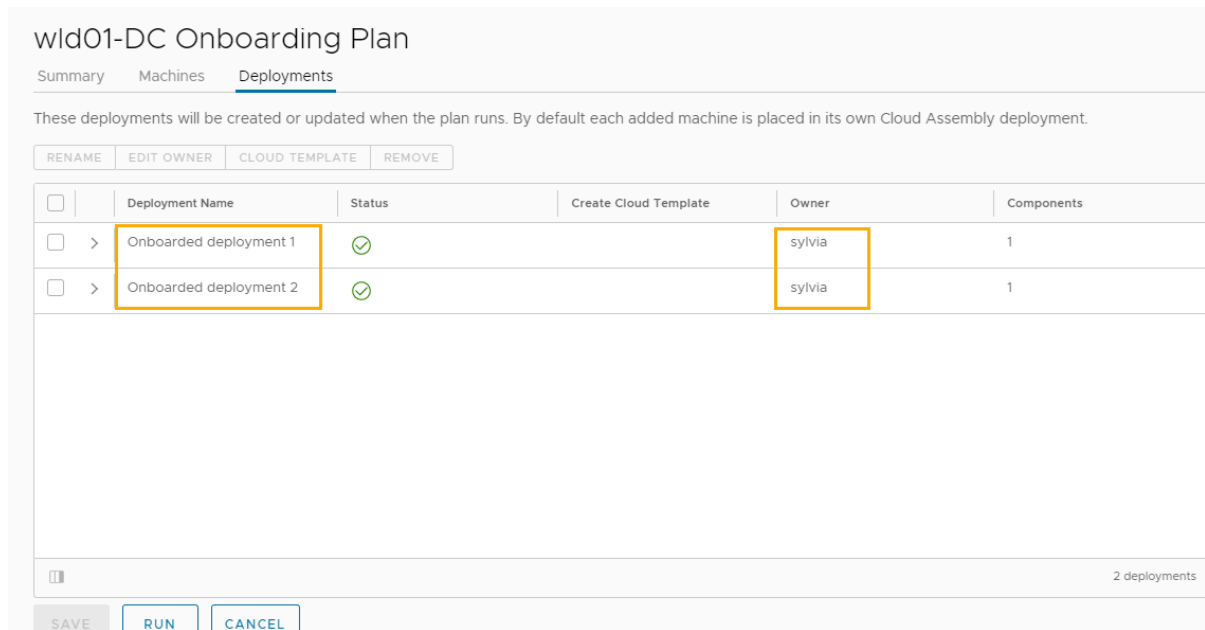 wld01-DC Onboarding Plan
Summary Machines Deployments
These deployments will be created or updated when the plan runs. By default each added machine is placed in its own Cloud Assembly deployment.
RENAME EDIT OWNER CLOUD TEMPLATE REMOVE
Deployment Name Status Create Cloud Template Owner Components
Onboarded deployment 1 sylvia 1
Onboarded deployment 2 sylvia 1
2 deployments
SAVE RUN CANCEL